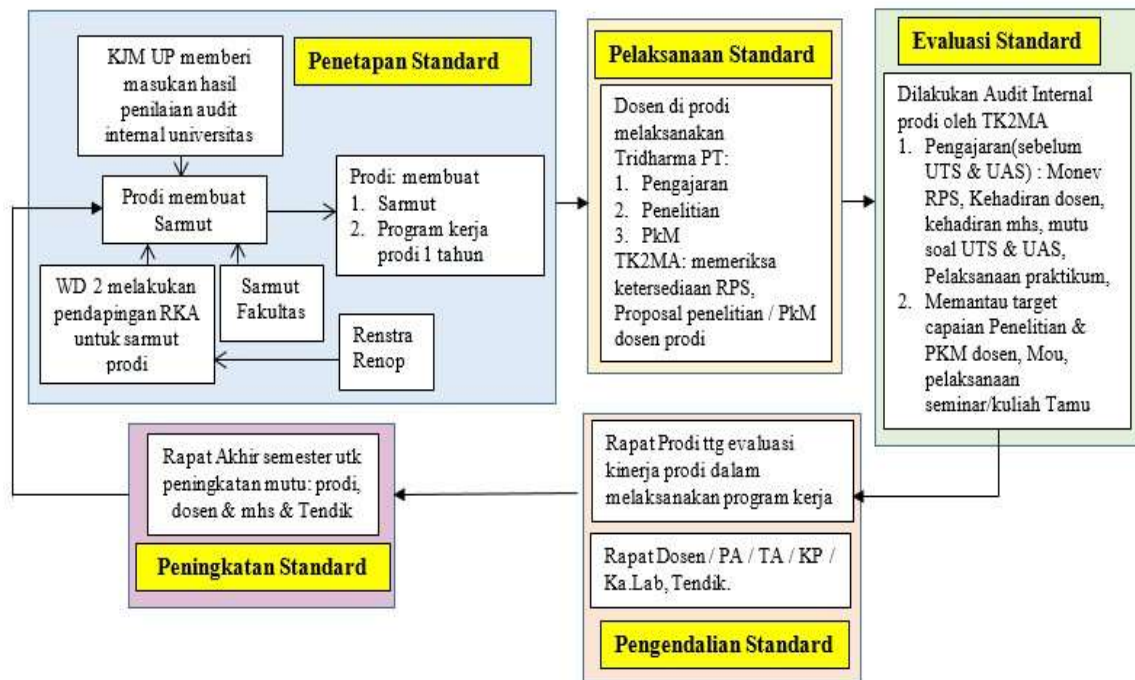 Penetapan Standard
KJM UP memberi
masukan hasil
penilaian audit
internal universitas
Prodi membuat
Sarmut
WD 2 melakukan
pendapingan RKA
untuk sarmut
prodi
Sarmut
Fakultas
Renstra
Renop
Prodi: membuat
1. Sarmut
2. Program kerja
prodi 1 tahun
Pelaksanaan Standard
Dosen di prodi
melaksanakan
Tridharma PT:
1. Pengajaran
2. Penelitian
3. PkM
TK2MA: memeriksa
ketersediaan RPS,
Proposal penelitian / PkM
dosen prodi
Evaluasi Standard
Dilakukan Audit Internal
prodi oleh TK2MA
1. Pengajaran(sebelum
UTS & UAS) : Monev
RPS, Kehadiran dosen,
kehadiran mhs, mutu
soal UTS & UAS,
Pelaksanaan praktikum,
2. Memantau target
capaian Penelitian &
PKM dosen, Mou,
pelaksanaan
seminar/kuliah Tamu
Rapat Prodi ttg evaluasi
kinerja prodi dalam
melaksanakan program kerja
Rapat Dosen / PA / TA / KP /
Ka.Lab, Tendik.
Pengendalian Standard
Rapat Akhir semester utk
peningkatan mutu: prodi,
dosen & mhs & Tendik
Peningkatan Standard